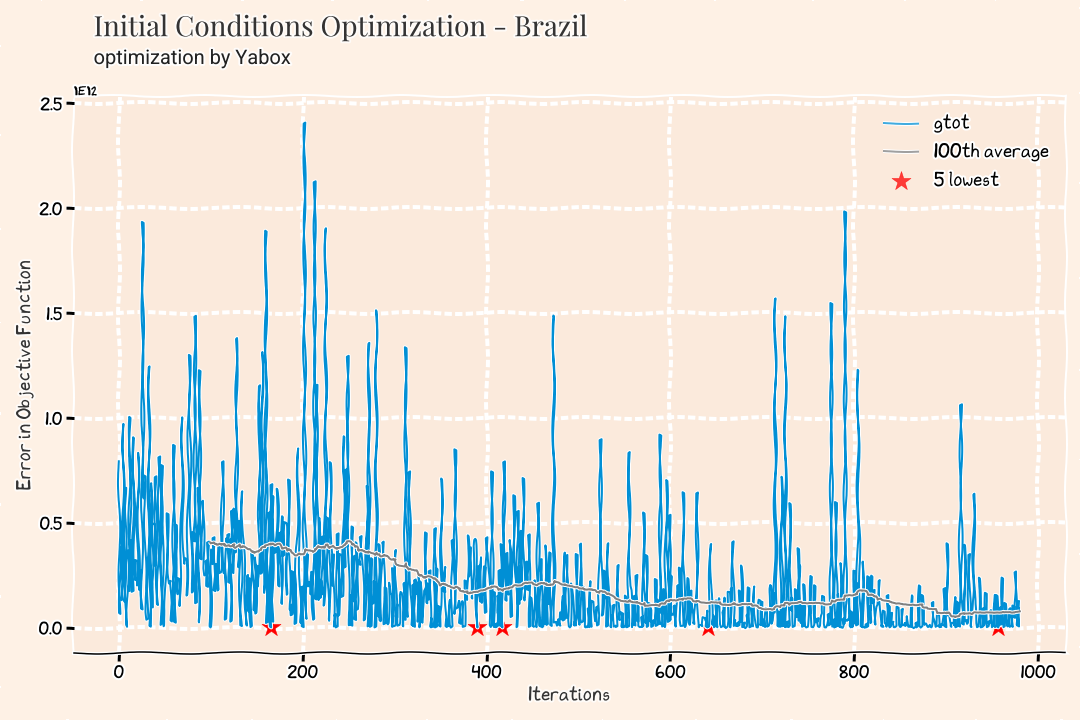 Initial Conditions Optimization - Brazil
optimization by Yabox
1E12
2.5
2.0
1.5
1.0
0.5
0.0
Error in Objective Function
gtot
100th average
5 lowest
0 200 400 600 800 1000
Iterations